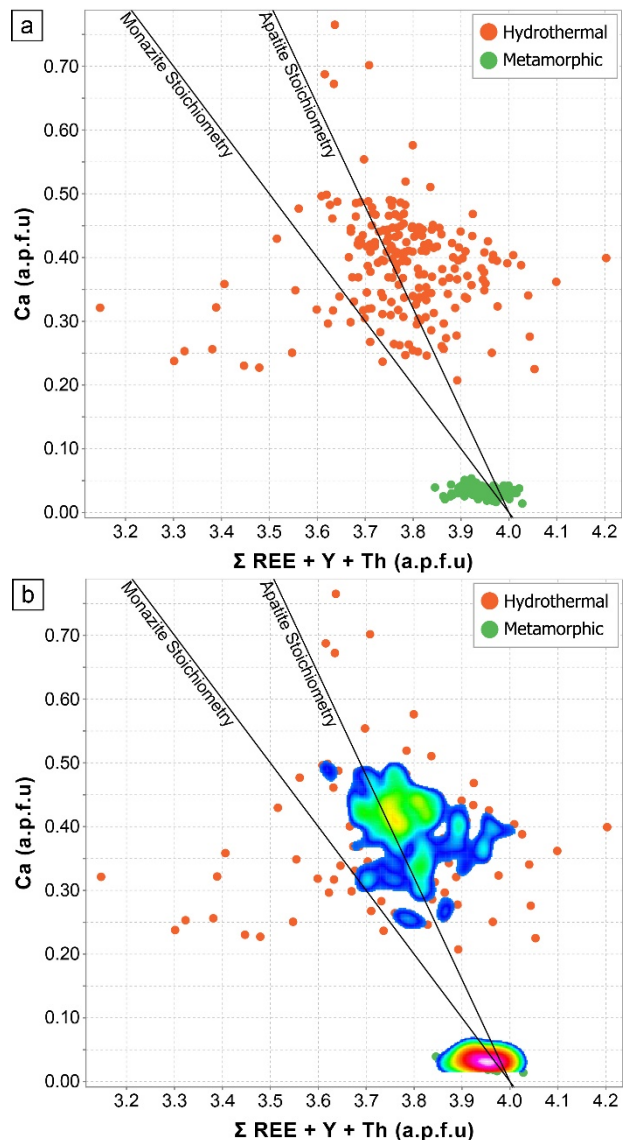 a
Hydrothermal
Metamorphic
Monazite Stoichiometry
Apatite Stoichiometry
0.70
0.60
0.50
0.40
0.30
0.20
0.10
0.00
Ca (a.p.f.u)
3.2 3.3 3.4 3.5 3.6 3.7 3.8 3.9 4.0 4.1 4.2
Σ REE + Y + Th (a.p.f.u)
b
Hydrothermal
Metamorphic
Monazite Stoichiometry
Apatite Stoichiometry
0.70
0.60
0.50
0.40
0.30
0.20
0.10
0.00
Ca (a.p.f.u)
3.2 3.3 3.4 3.5 3.6 3.7 3.8 3.9 4.0 4.1 4.2
Σ REE + Y + Th (a.p.f.u)